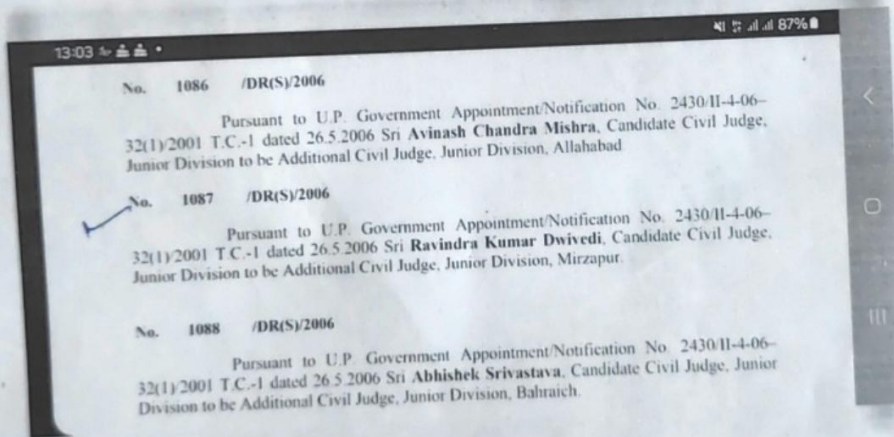 13:03
87%
No. 1086 /DR(S)/2006
Pursuant to U.P. Government Appointment/Notification No. 2430/II-4-06-
32(1)/2001 T.C.-1 dated 26.5.2006 Sri Avinash Chandra Mishra, Candidate Civil Judge,
Junior Division to be Additional Civil Judge, Junior Division, Allahabad
No. 1087 /DR(S)/2006
Pursuant to U.P. Government Appointment/Notification No. 2430/II-4-06-
32(1)/2001 T.C.-1 dated 26.5.2006 Sri Ravindra Kumar Dwivedi, Candidate Civil Judge,
Junior Division to be Additional Civil Judge, Junior Division, Mirzapur.
No. 1088 /DR(S)/2006
Pursuant to U.P. Government Appointment/Notification No. 2430/II-4-06-
32(1)/2001 T.C.-1 dated 26.5.2006 Sri Abhishek Srivastava, Candidate Civil Judge, Junior
Division to be Additional Civil Judge, Junior Division, Bahraich.